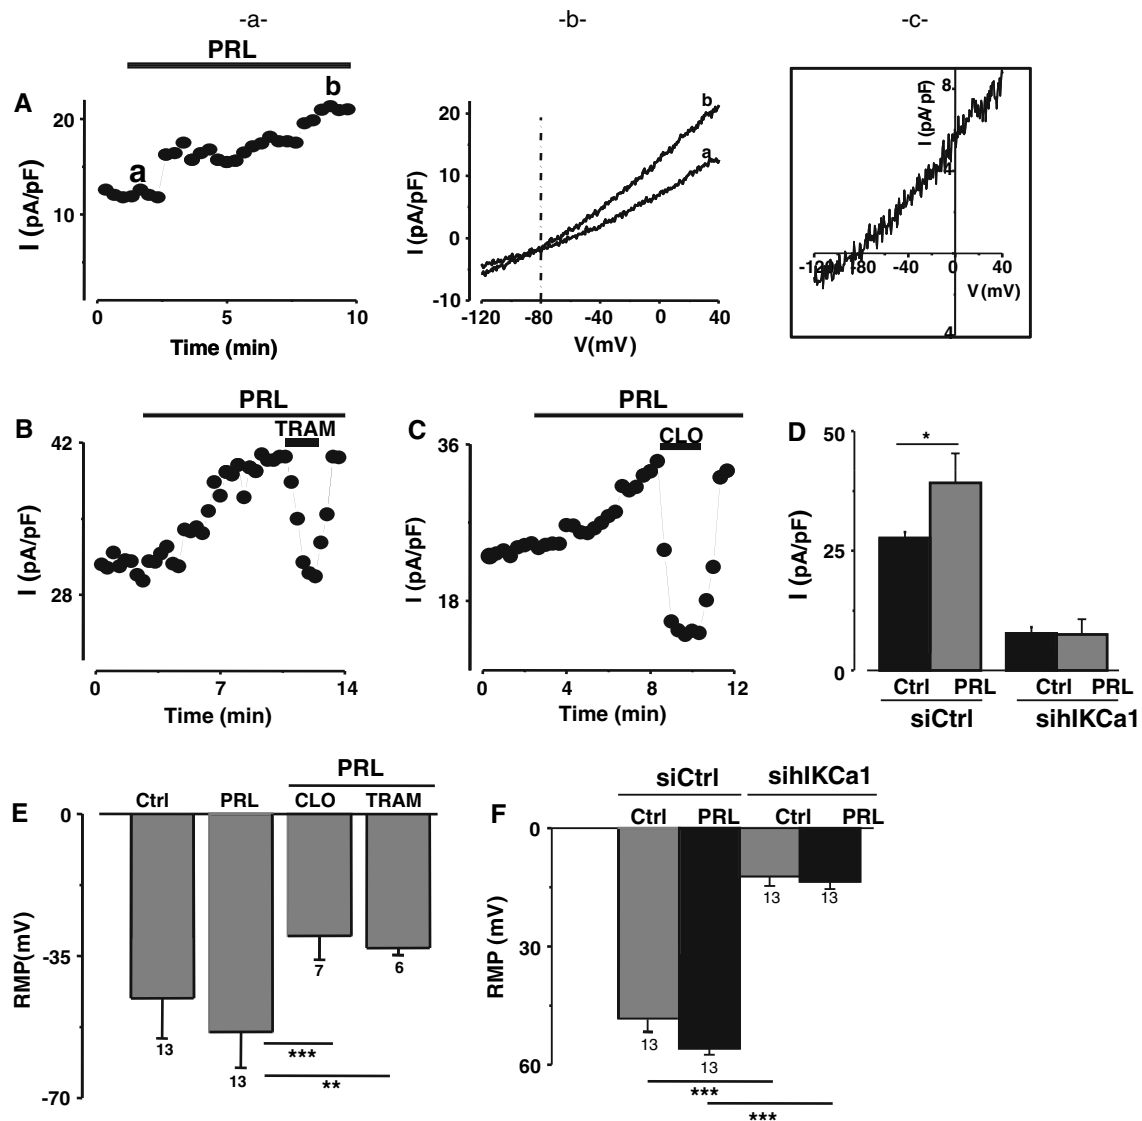 -a-
-b-
-c-
PRL
A
a
b
I (pA/pF)
20
10
0
5
10
Time (min)
I (pA/pF)
20
10
0
-10
b
a
-120
-80
-40
0
40
V(mV)
I (pA/pF)
8
4
-120
-80
-40
0
40
V (mV)
4
B
PRL
TRAM
42
28
I (pA/pF)
0
7
14
Time (min)
C
PRL
CLO
36
18
I (pA/pF)
0
4
8
12
Time (min)
D
50
25
0
I (pA/pF)
*
Ctrl PRL Ctrl PRL
siCtrl sihIKCa1
E
PRL
Ctrl PRL CLO TRAM
0
-35
-70
RMP(mV)
13
13
7
6
***
**
F
siCtrl sihIKCa1
Ctrl PRL Ctrl PRL
0
30
60
RMP (mV)
13
13
13
13
***
***